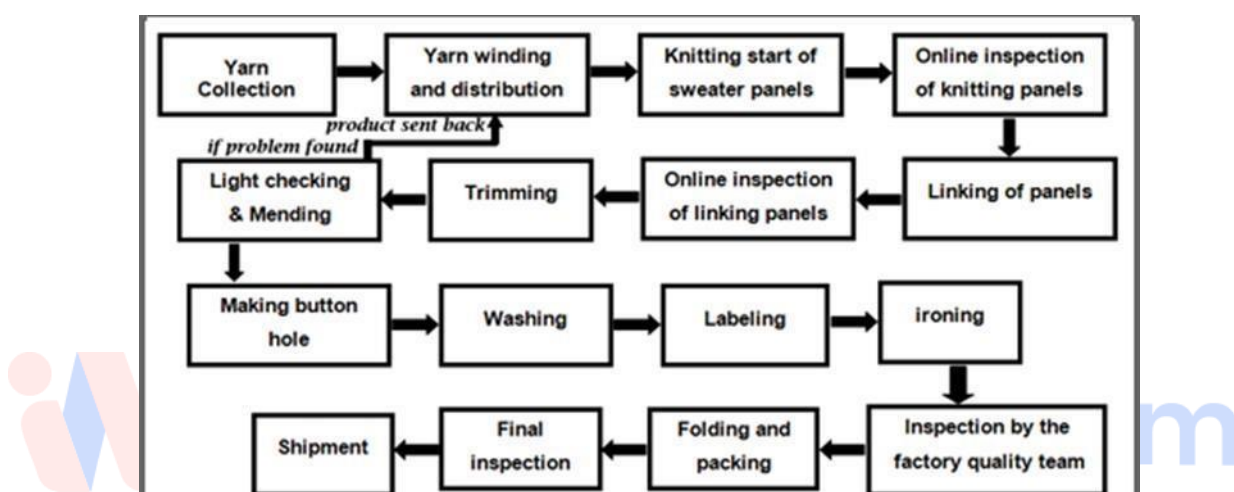 Yarn
Collection
Yarn winding
and distribution
Knitting start of
sweater panels
Online inspection
of knitting panels
product sent back
if problem found
Light checking
& Mending
Trimming
Online inspection
of linking panels
Linking of panels
Making button
hole
Washing
Labeling
ironing
Shipment
Final
inspection
Folding and
packing
Inspection by the
factory quality team